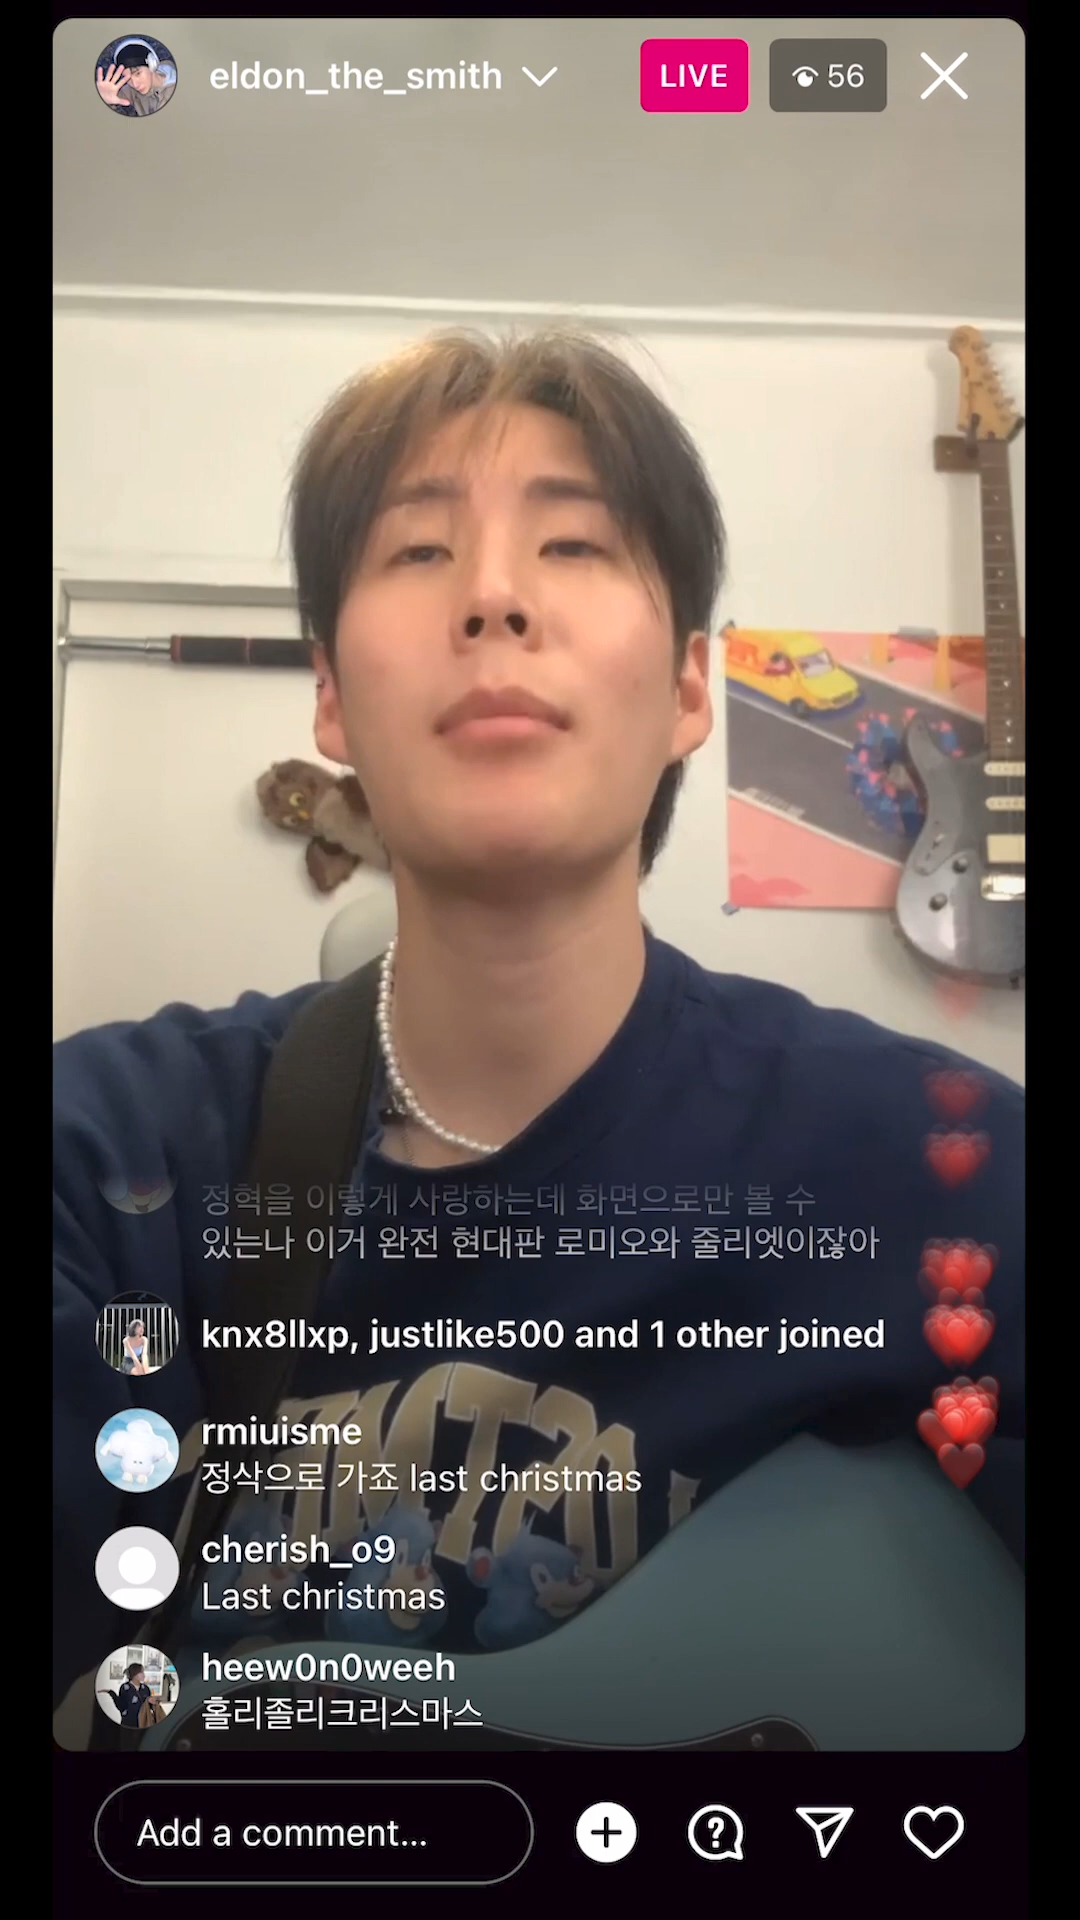 eldon_the_smith
LIVE
56
정혁을 이렇게 사랑하는데 화면으로만 볼 수
있는나 이거 완전 현대판 로미오와 줄리엣이잖아
knx8llxp, justlike500 and 1 other joined
rmiuisme
정삭으로 가죠 last christmas
cherish_o9
Last christmas
heew0n0weeh
홀리졸리크리스마스
Add a comment...